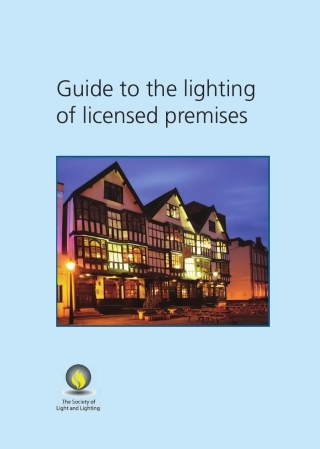 Guide to the lighting
of licensed premises
The Society of
Light and Lighting